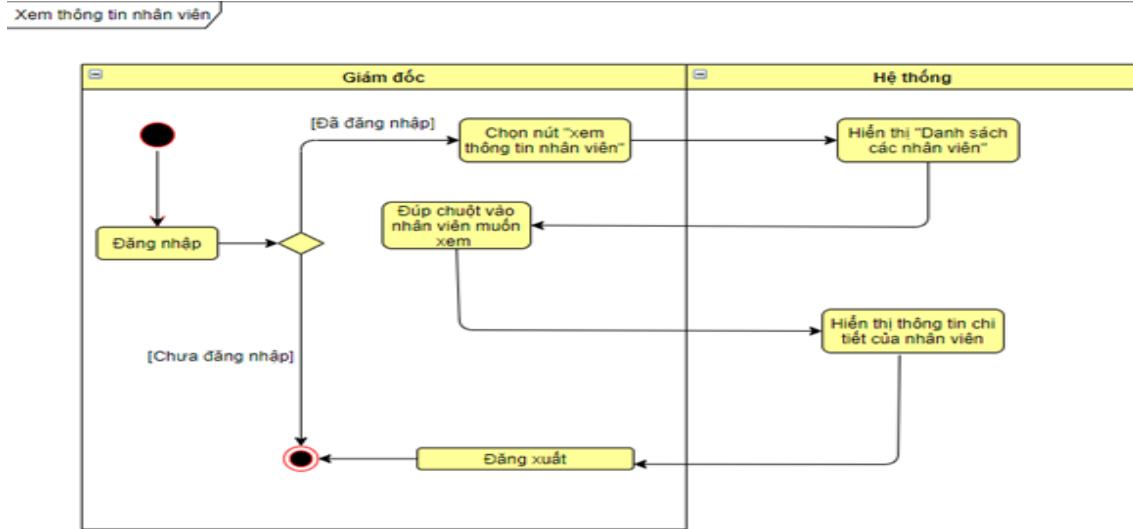 Xem thông tin nhân viên
Giám đốc
Hệ thống
[Đã đăng nhập]
Chọn nút "xem
thông tin nhân viên"
Hiển thị "Danh sách
các nhân viên"
Đúp chuột vào
nhân viên muốn
xem
Đăng nhập
Hiển thị thông tin chi
tiết của nhân viên
[Chưa đăng nhập]
Đăng xuất